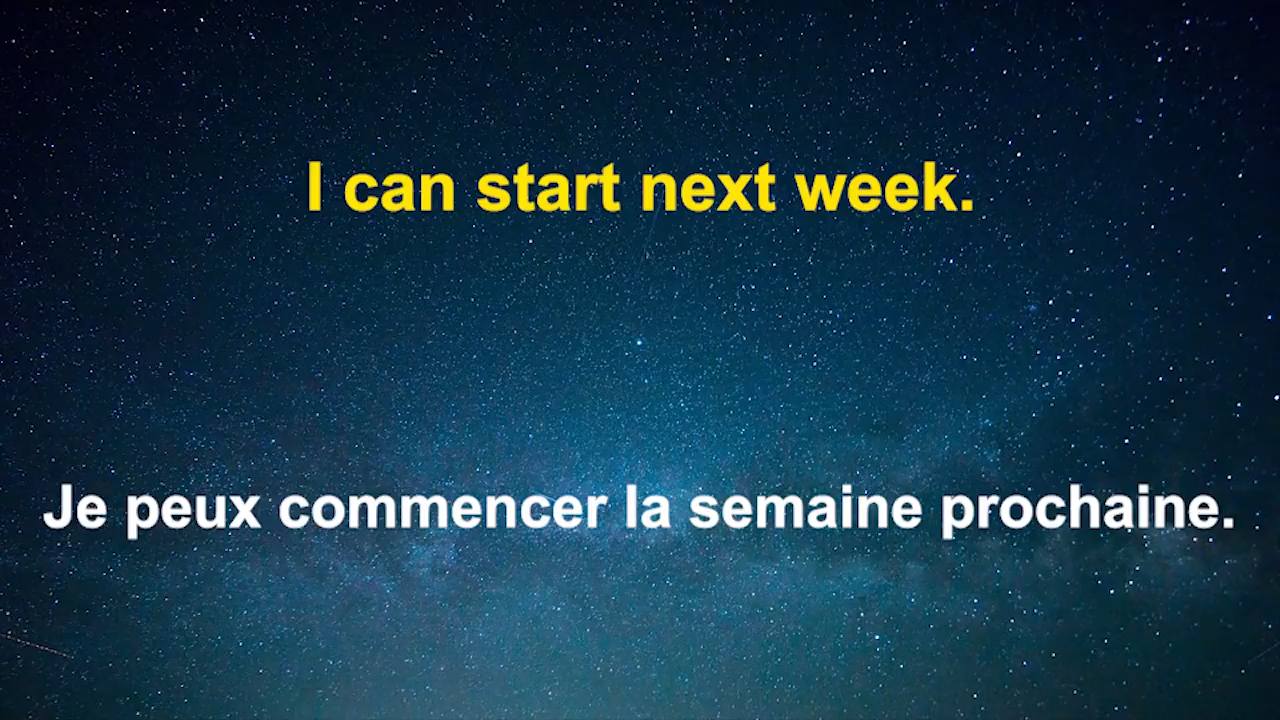 I can start next week.
Je peux commencer la semaine prochaine.